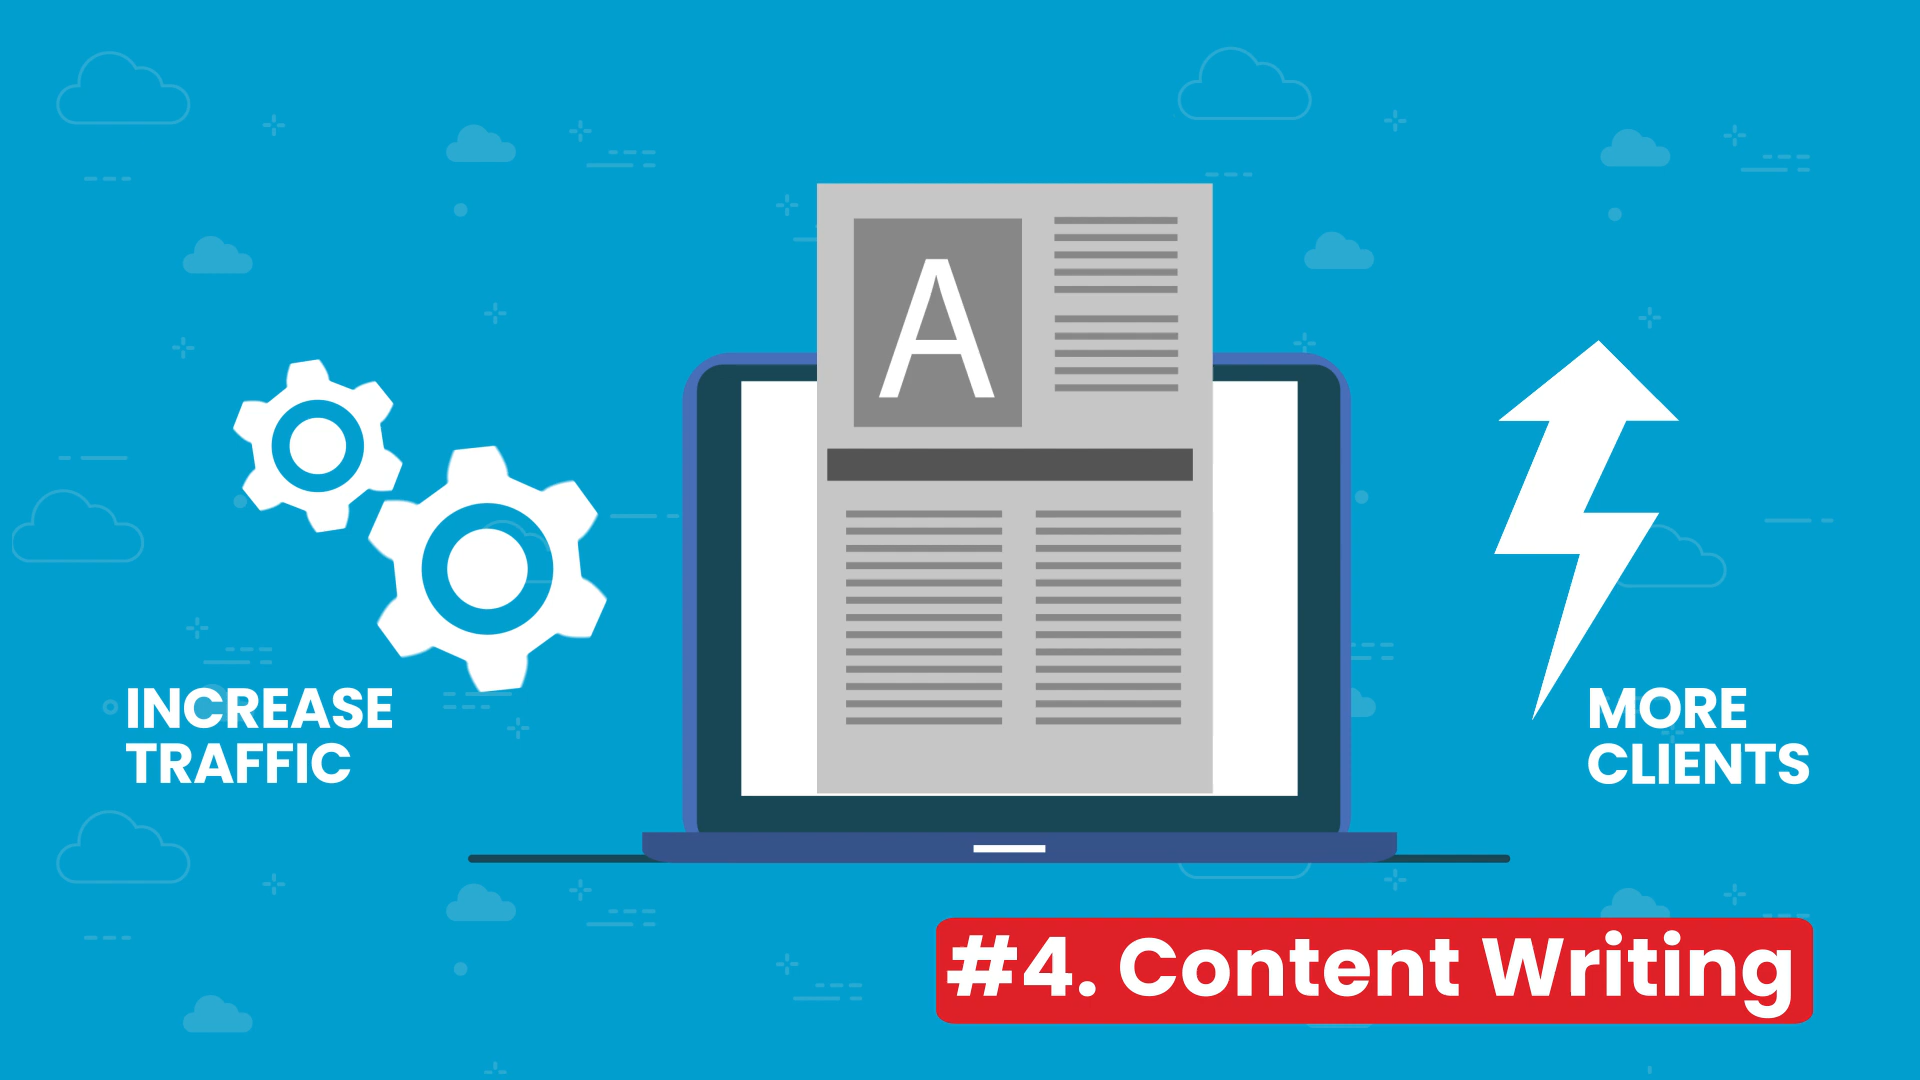 A
INCREASE
TRAFFIC
MORE
CLIENTS
#4. Content Writing